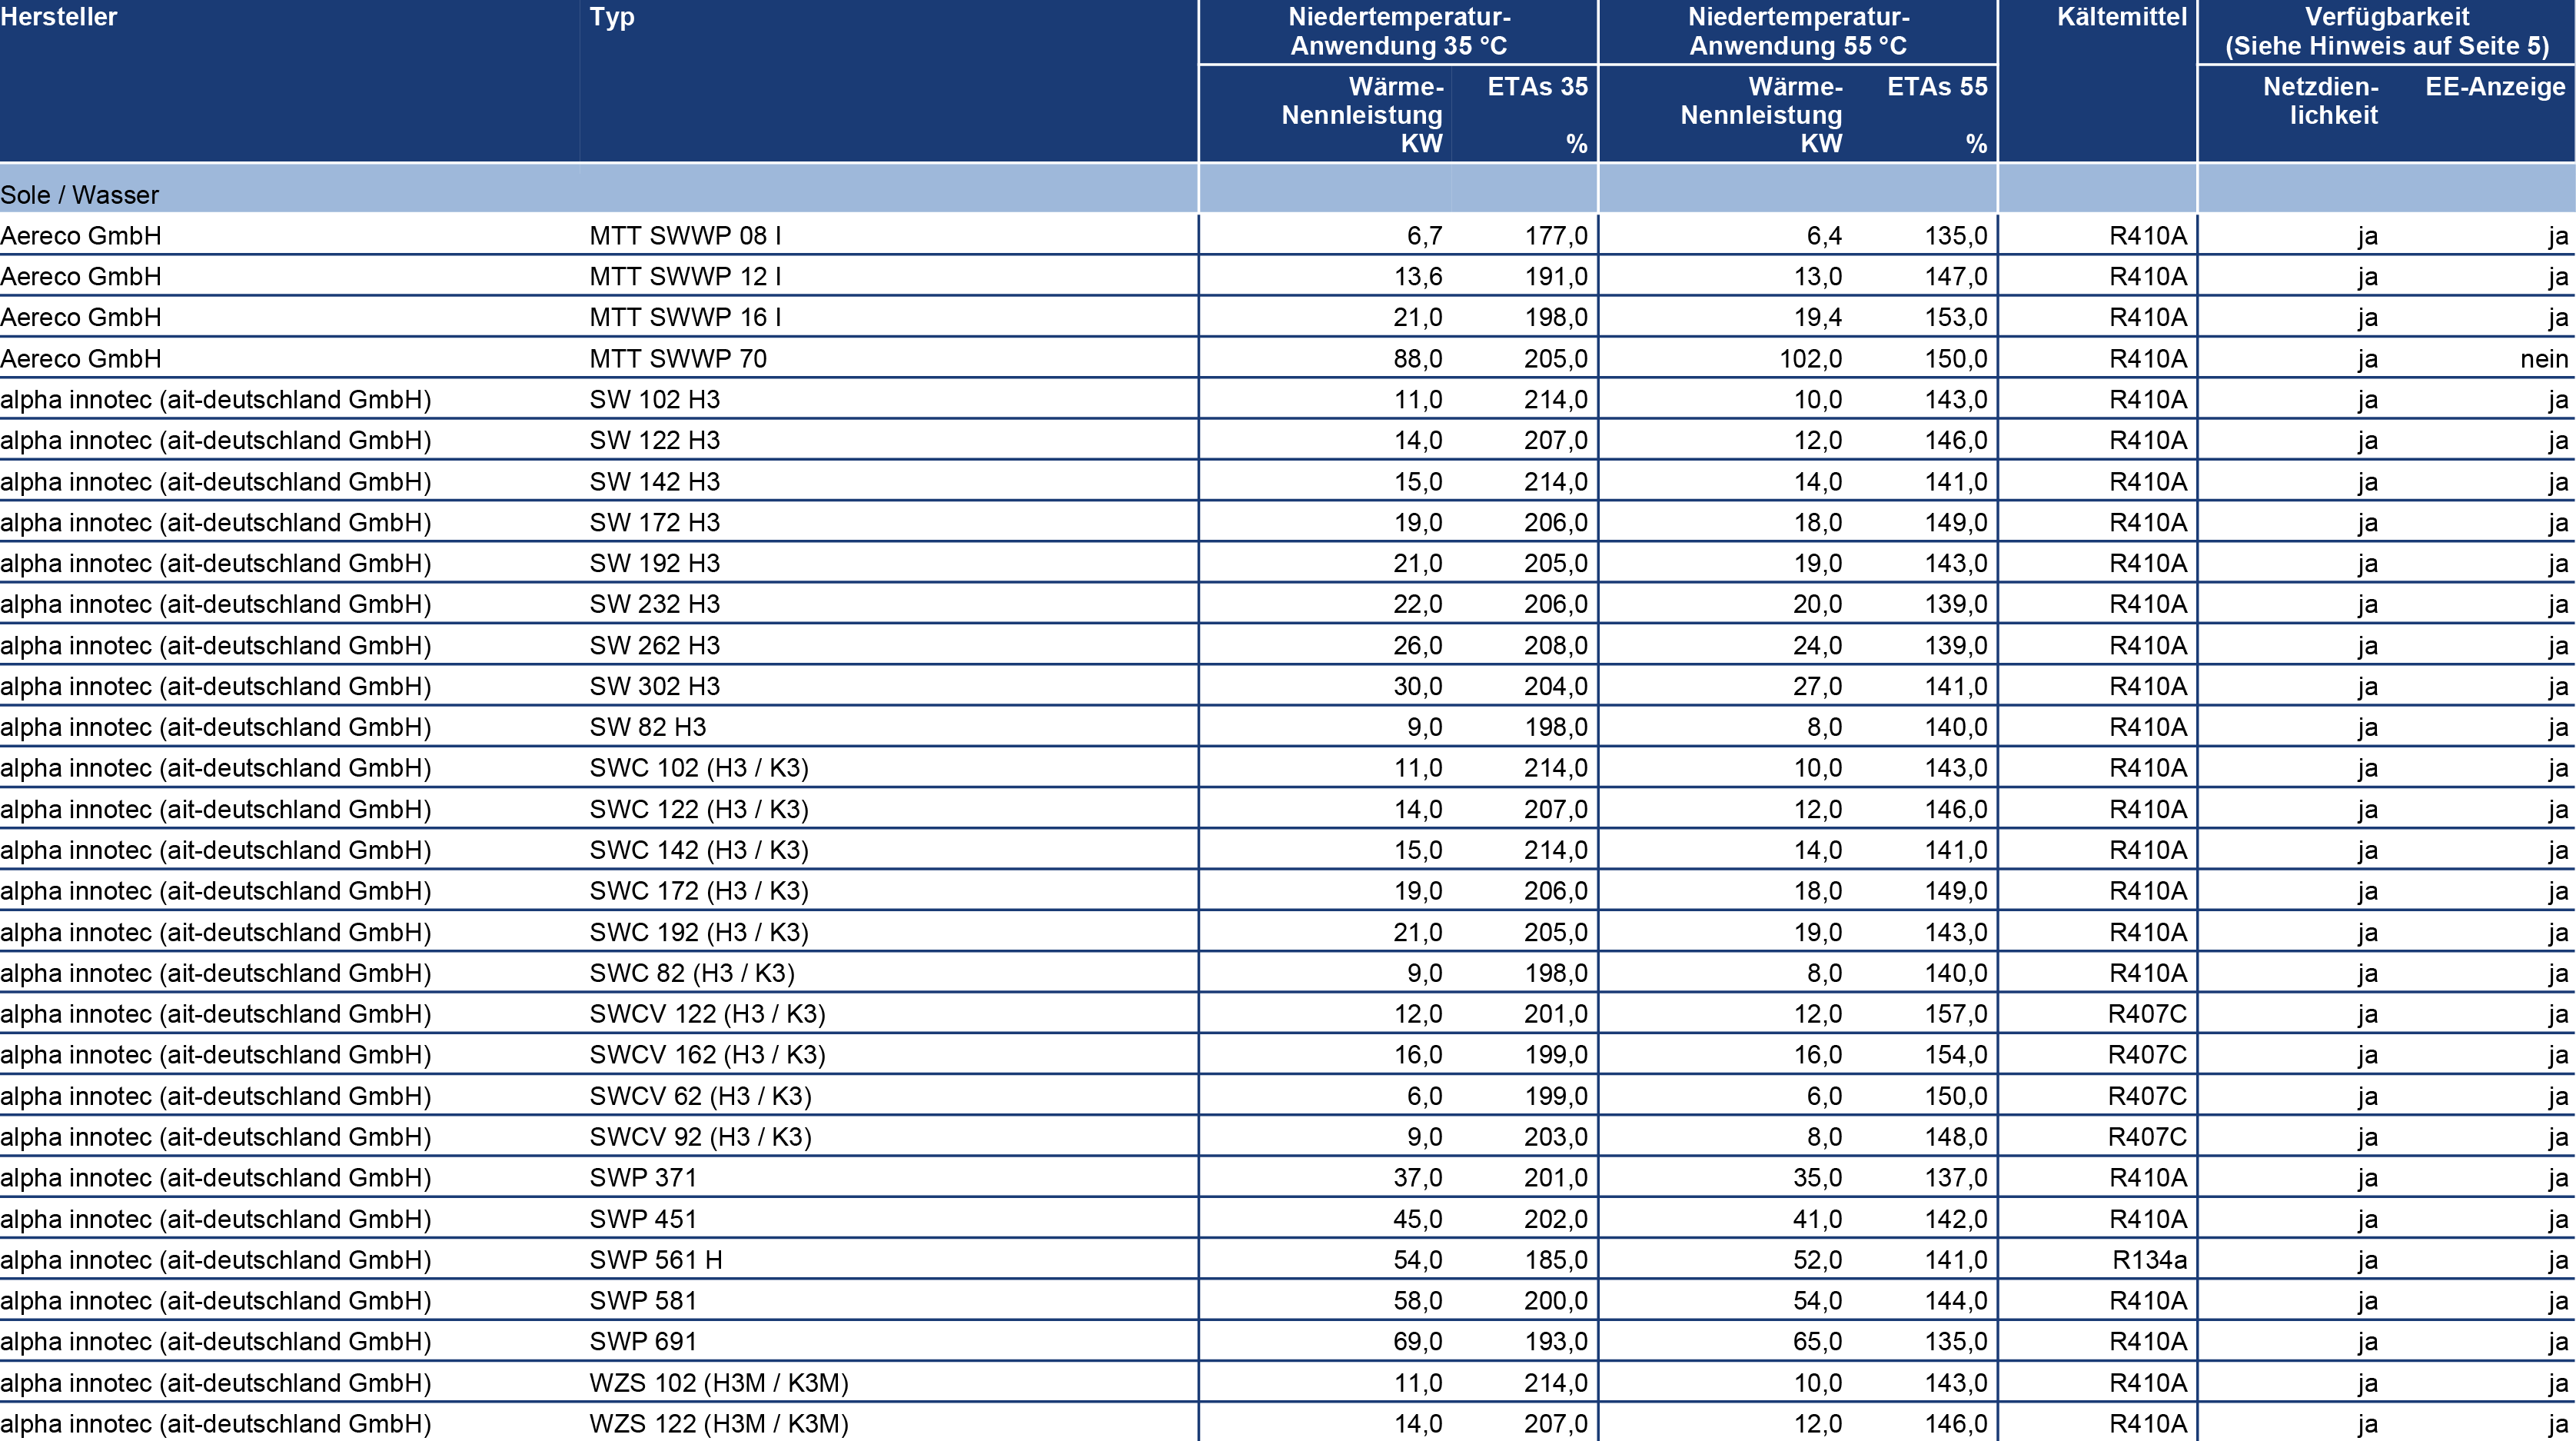 Hersteller Typ Niedertemperatur- Niedertemperatur- Kältemittel Verfügbarkeit
Anwendung 35 °C Anwendung 55 °C (Siehe Hinweis auf Seite 5)
Wärme- ETAs 35 Wärme- ETAs 55 Netzdien- EE-Anzeige
Nennleistung Nennleistung lichkeit
KW % KW %
Sole / Wasser
Aereco GmbH MTT SWWP 08 I 6,7 177,0 6,4 135,0 R410A ja ja
Aereco GmbH MTT SWWP 12 I 13,6 191,0 13,0 147,0 R410A ja ja
Aereco GmbH MTT SWWP 16 I 21,0 198,0 19,4 153,0 R410A ja ja
Aereco GmbH MTT SWWP 70 88,0 205,0 102,0 150,0 R410A ja nein
alpha innotec (ait-deutschland GmbH) SW 102 H3 11,0 214,0 10,0 143,0 R410A ja ja
alpha innotec (ait-deutschland GmbH) SW 122 H3 14,0 207,0 12,0 146,0 R410A ja ja
alpha innotec (ait-deutschland GmbH) SW 142 H3 15,0 214,0 14,0 141,0 R410A ja ja
alpha innotec (ait-deutschland GmbH) SW 172 H3 19,0 206,0 18,0 149,0 R410A ja ja
alpha innotec (ait-deutschland GmbH) SW 192 H3 21,0 205,0 19,0 143,0 R410A ja ja
alpha innotec (ait-deutschland GmbH) SW 232 H3 22,0 206,0 20,0 139,0 R410A ja ja
alpha innotec (ait-deutschland GmbH) SW 262 H3 26,0 208,0 24,0 139,0 R410A ja ja
alpha innotec (ait-deutschland GmbH) SW 302 H3 30,0 204,0 27,0 141,0 R410A ja ja
alpha innotec (ait-deutschland GmbH) SW 82 H3 9,0 198,0 8,0 140,0 R410A ja ja
alpha innotec (ait-deutschland GmbH) SWC 102 (H3 / K3) 11,0 214,0 10,0 143,0 R410A ja ja
alpha innotec (ait-deutschland GmbH) SWC 122 (H3 / K3) 14,0 207,0 12,0 146,0 R410A ja ja
alpha innotec (ait-deutschland GmbH) SWC 142 (H3 / K3) 15,0 214,0 14,0 141,0 R410A ja ja
alpha innotec (ait-deutschland GmbH) SWC 172 (H3 / K3) 19,0 206,0 18,0 149,0 R410A ja ja
alpha innotec (ait-deutschland GmbH) SWC 192 (H3 / K3) 21,0 205,0 19,0 143,0 R410A ja ja
alpha innotec (ait-deutschland GmbH) SWC 82 (H3 / K3) 9,0 198,0 8,0 140,0 R410A ja ja
alpha innotec (ait-deutschland GmbH) SWCV 122 (H3 / K3) 12,0 201,0 12,0 157,0 R407C ja ja
alpha innotec (ait-deutschland GmbH) SWCV 162 (H3 / K3) 16,0 199,0 16,0 154,0 R407C ja ja
alpha innotec (ait-deutschland GmbH) SWCV 62 (H3 / K3) 6,0 199,0 6,0 150,0 R407C ja ja
alpha innotec (ait-deutschland GmbH) SWCV 92 (H3 / K3) 9,0 203,0 8,0 148,0 R407C ja ja
alpha innotec (ait-deutschland GmbH) SWP 371 37,0 201,0 35,0 137,0 R410A ja ja
alpha innotec (ait-deutschland GmbH) SWP 451 45,0 202,0 41,0 142,0 R410A ja ja
alpha innotec (ait-deutschland GmbH) SWP 561 H 54,0 185,0 52,0 141,0 R134a ja ja
alpha innotec (ait-deutschland GmbH) SWP 581 58,0 200,0 54,0 144,0 R410A ja ja
alpha innotec (ait-deutschland GmbH) SWP 691 69,0 193,0 65,0 135,0 R410A ja ja
alpha innotec (ait-deutschland GmbH) WZS 102 (H3M / K3M) 11,0 214,0 10,0 143,0 R410A ja ja
alpha innotec (ait-deutschland GmbH) WZS 122 (H3M / K3M) 14,0 207,0 12,0 146,0 R410A ja ja